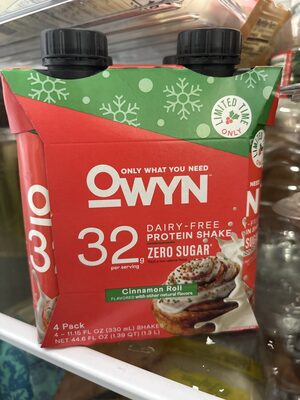 LIMITED TIME
ONLY
ONLY WHAT YOU NEED
OWYN
32g
per serving
DAIRY-FREE
PROTEIN SHAKE
ZERO SUGAR*
Cinnamon Roll
FLAVORED with other natural flavors
4 Pack
4 – 11.15 FL OZ (330 mL) SHAKES
NET 44.6 FL OZ (1.39 QT) (1.3 L)